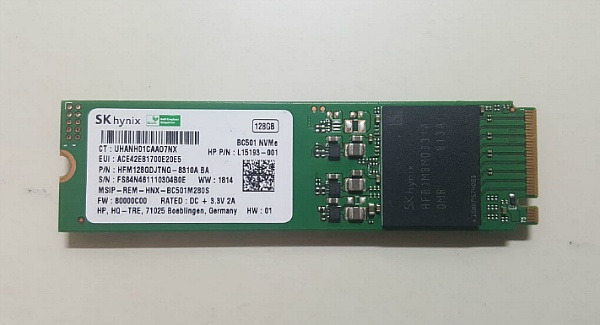 SK hynix
128GB
BC501 NVMe
CT : UHANH01CAAO7NX HP P/N : L15193-001
EUI : ACE42E81700E20E5
P/N : HFM128GDJTNG-8310A BA
S/N : FS84N461110304B0E WW : 1814
MSIP-REM-HNX-BC501M280S
FW : 80000C00 RATED : DC + 3.3V 2A
HP, HQ-TRE, 71025 Boeblingen, Germany HW : 01
SK hynix